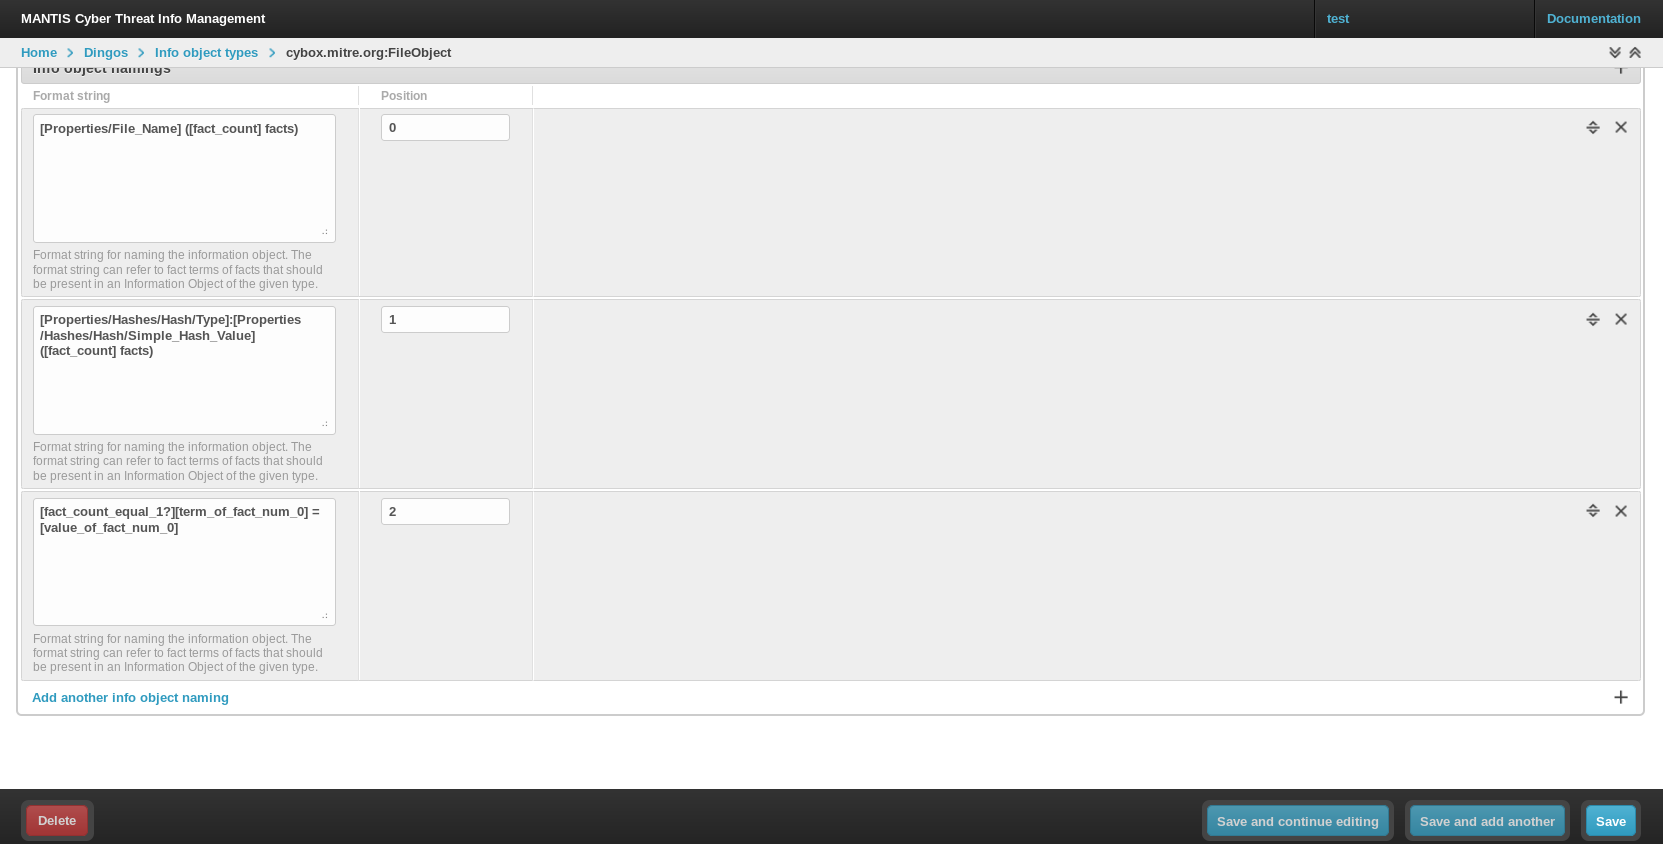 MANTIS Cyber Threat Info Management
test
Documentation
Home
Dingos
Info object types
cybox.mitre.org:FileObject
Info object namings
Format string
Position
[Properties/File_Name] ([fact_count] facts)
0
Format string for naming the information object. The
format string can refer to fact terms of facts that should
be present in an Information Object of the given type.
[Properties/Hashes/Hash/Type]:[Properties
/Hashes/Hash/Simple_Hash_Value]
([fact_count] facts)
1
Format string for naming the information object. The
format string can refer to fact terms of facts that should
be present in an Information Object of the given type.
[fact_count_equal_1?][term_of_fact_num_0] =
[value_of_fact_num_0]
2
Format string for naming the information object. The
format string can refer to fact terms of facts that should
be present in an Information Object of the given type.
Add another info object naming
Delete
Save and continue editing
Save and add another
Save